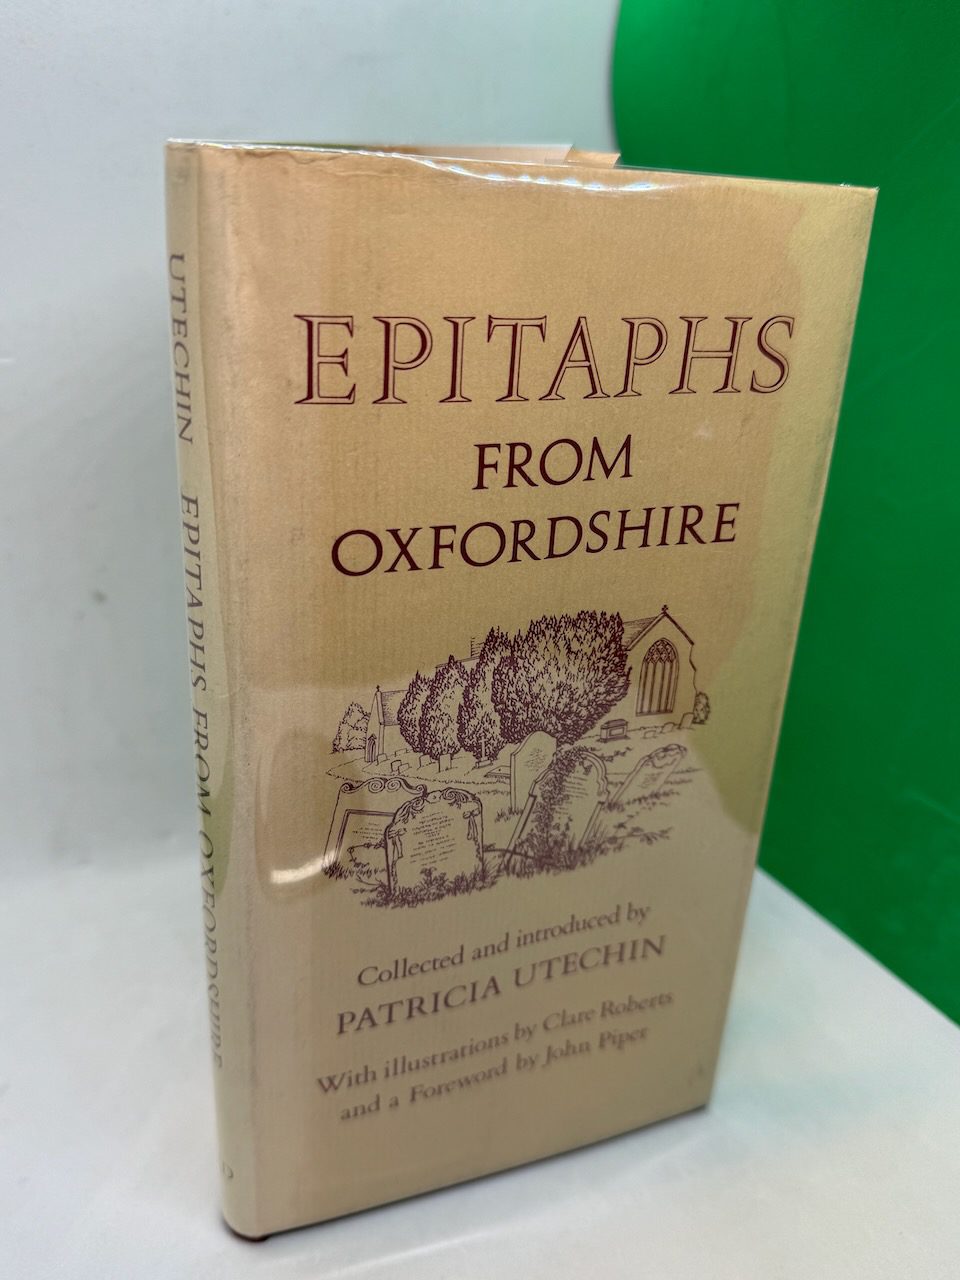 EPITAPHS
FROM
OXFORDSHIRE
Collected and introduced by
PATRICIA UTECHIN
With illustrations by Clare Roberts
and a Foreword by John Piper
UTECHIN EPITAPHS FROM OXFORDSHIRE